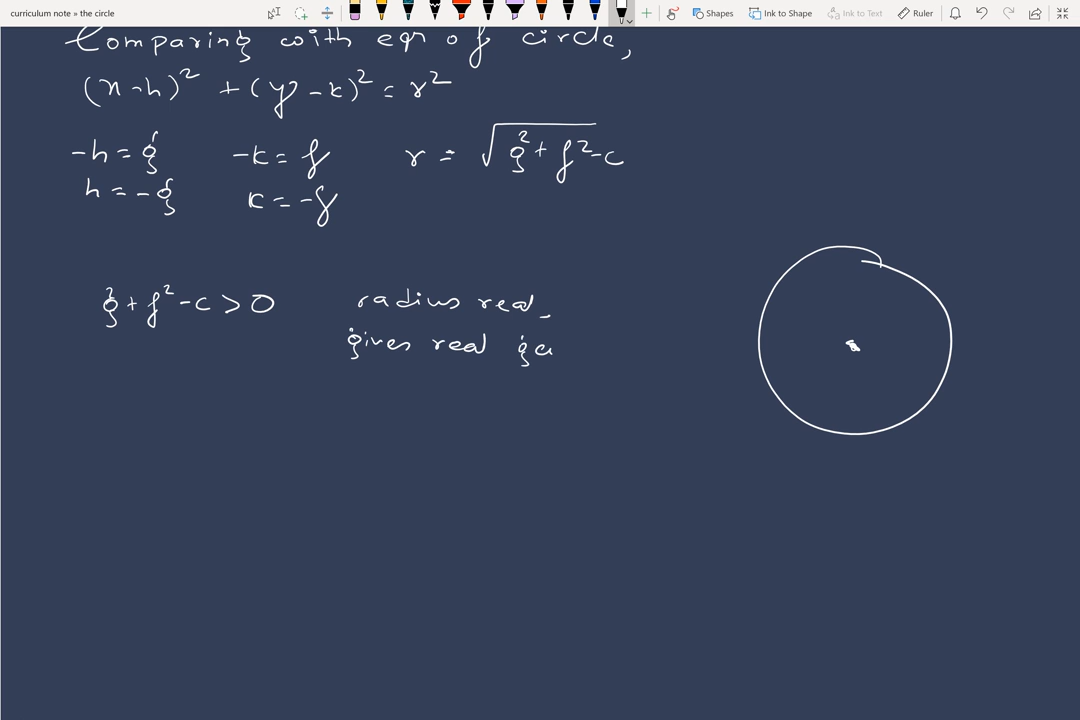 curriculum note » the circle
Shapes Ink to Shape Ink to Text Ruler
Comparing with eqn of circle,
(x-h)² + (y-k)² = r²
-h = g -k = f r = √g²+f²-c
h = -g k = -f
g²+f²-c > 0 radius real
gives real